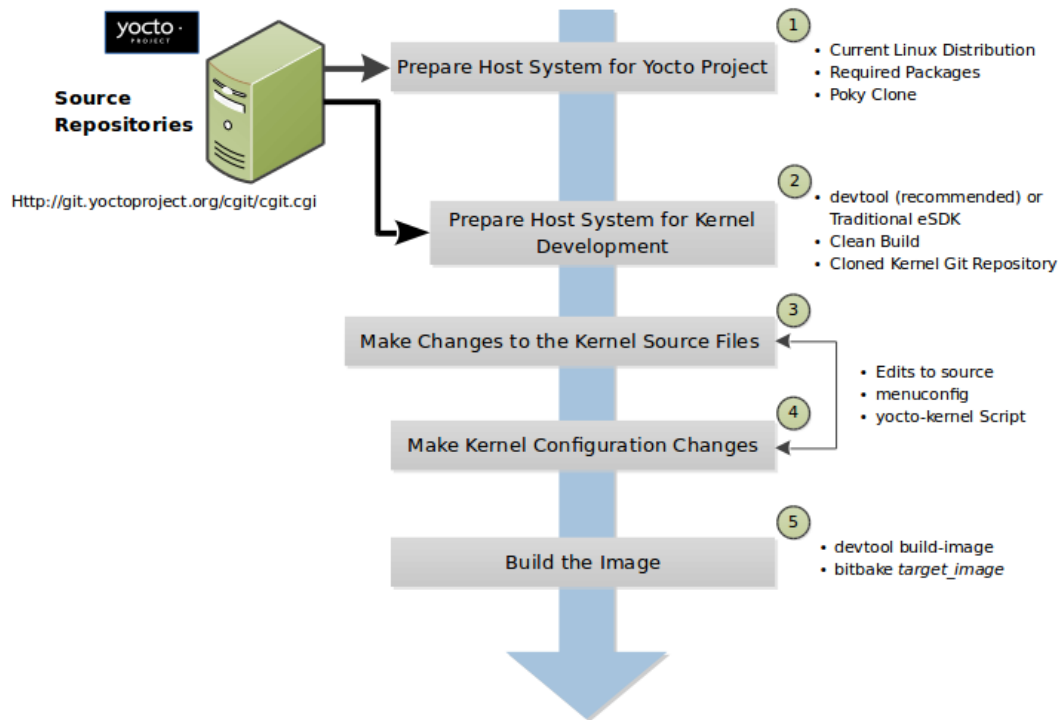 yocto ·
PROJECT
Source
Repositories
Http://git.yoctoproject.org/cgit/cgit.cgi
Prepare Host System for Yocto Project
1
• Current Linux Distribution
• Required Packages
• Poky Clone
Prepare Host System for Kernel
Development
2
• devtool (recommended) or
Traditional eSDK
• Clean Build
• Cloned Kernel Git Repository
Make Changes to the Kernel Source Files
3
• Edits to source
• menuconfig
• yocto-kernel Script
Make Kernel Configuration Changes
4
Build the Image
5
• devtool build-image
• bitbake target_image